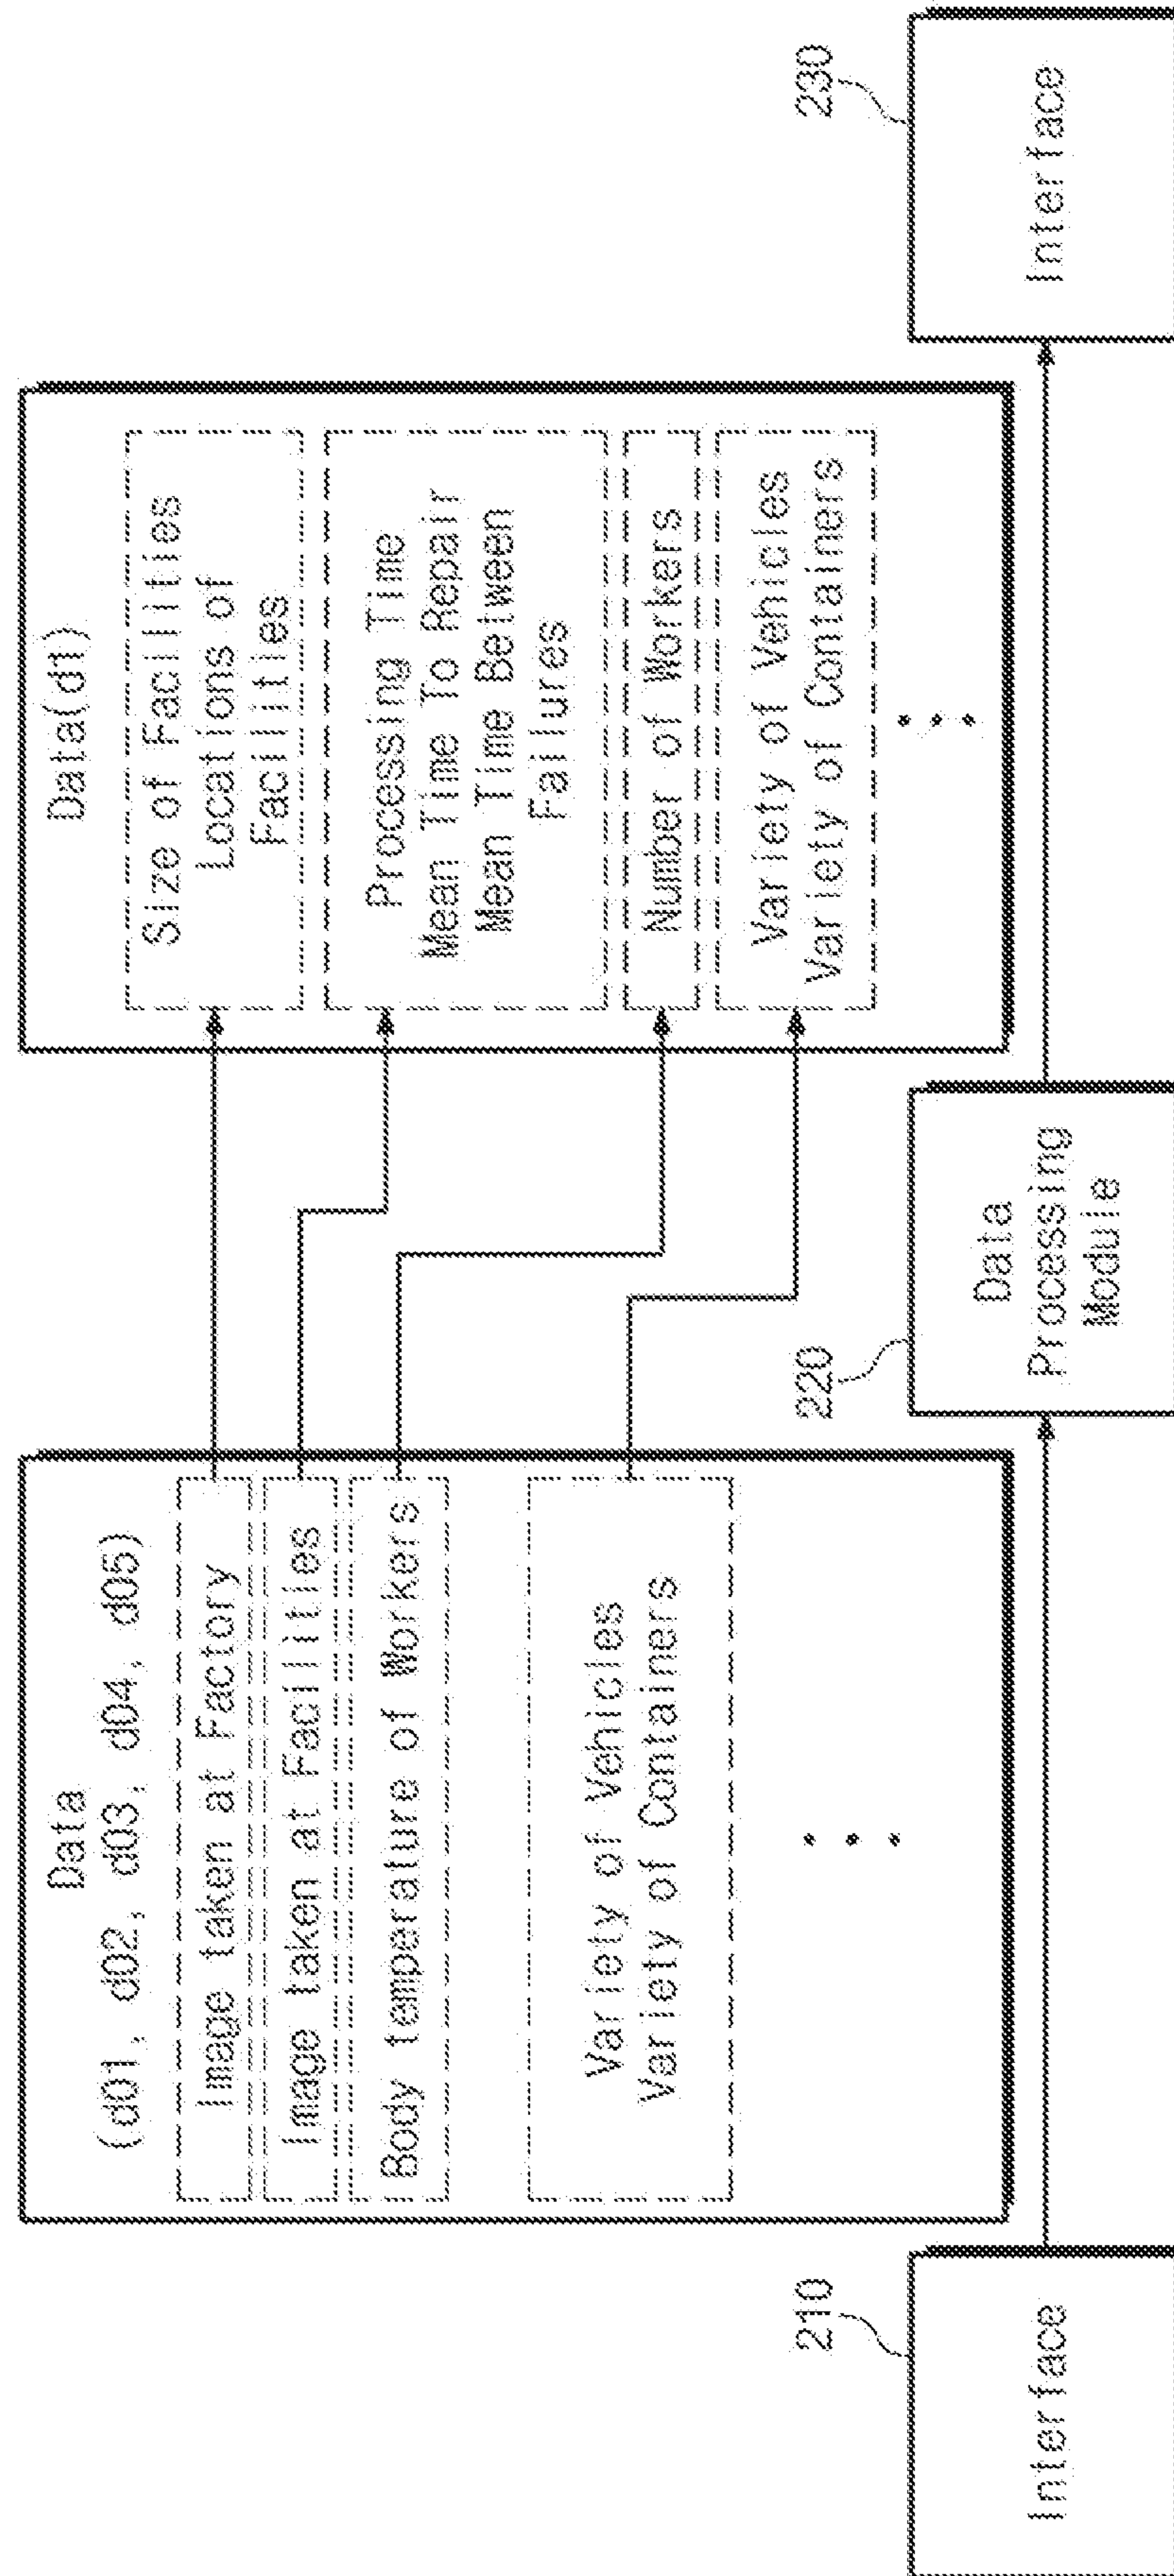 Data
(d01, d02, d03, d04, d05)
Image taken at Factory
Image taken at Facilities
Body temperature of Workers
Variety of Vehicles
Variety of Containers
Data(d1)
Size of Facilities
Locations of
Facilities
Processing Time
Mean Time To Repair
Mean Time Between
Failures
Number of Workers
Variety of Vehicles
Variety of Containers
210
Interface
220
Data
Processing
Module
230
Interface